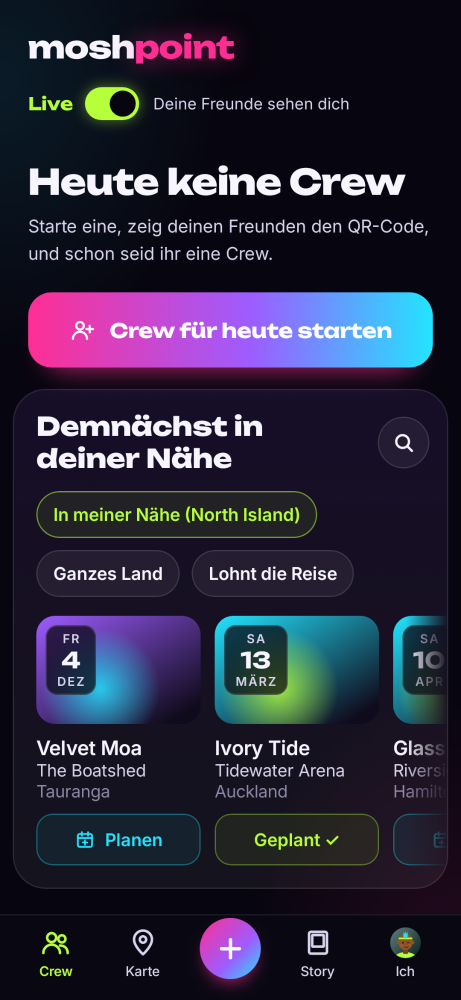 moshpoint
Live Deine Freunde sehen dich
Heute keine Crew
Starte eine, zeig deinen Freunden den QR-Code,
und schon seid ihr eine Crew.
Crew für heute starten
Demnächst in
deiner Nähe
In meiner Nähe (North Island)
Ganzes Land
Lohnt die Reise
FR
4
DEZ
Velvet Moa
The Boatshed
Tauranga
Planen
SA
13
MÄRZ
Ivory Tide
Tidewater Arena
Auckland
Geplant ✓
SA
10
APR
Glass
Crew
Karte
Story
Ich